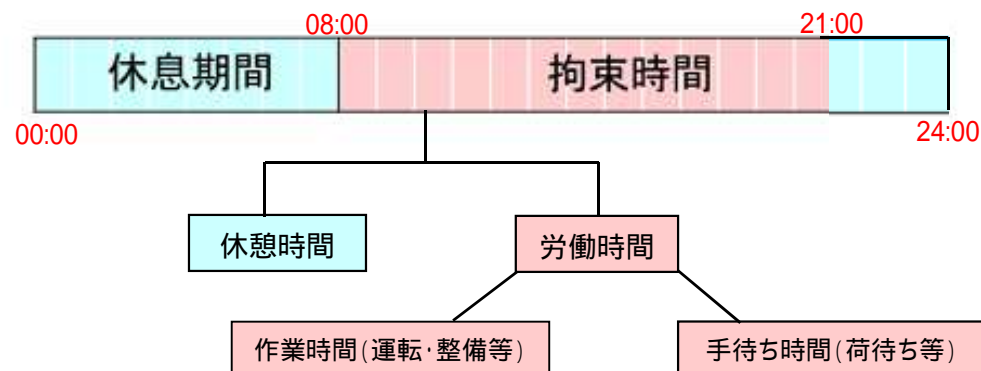 08:00
21:00
休息期間
拘束時間
00:00
24:00
休憩時間
労働時間
作業時間(運転・整備等)
手待ち時間(荷待ち等)